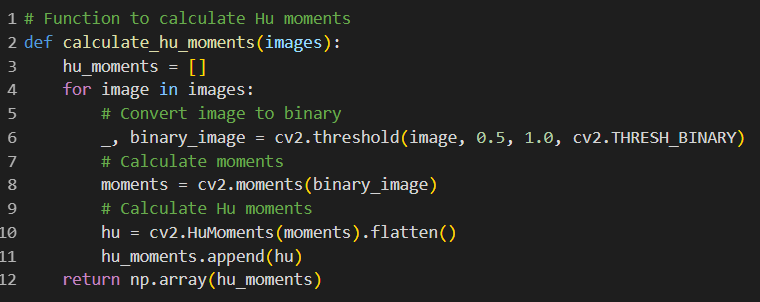 1 # Function to calculate Hu moments
2 def calculate_hu_moments(images):
3     hu_moments = []
4     for image in images:
5         # Convert image to binary
6         _, binary_image = cv2.threshold(image, 0.5, 1.0, cv2.THRESH_BINARY)
7         # Calculate moments
8         moments = cv2.moments(binary_image)
9         # Calculate Hu moments
10         hu = cv2.HuMoments(moments).flatten()
11         hu_moments.append(hu)
12     return np.array(hu_moments)